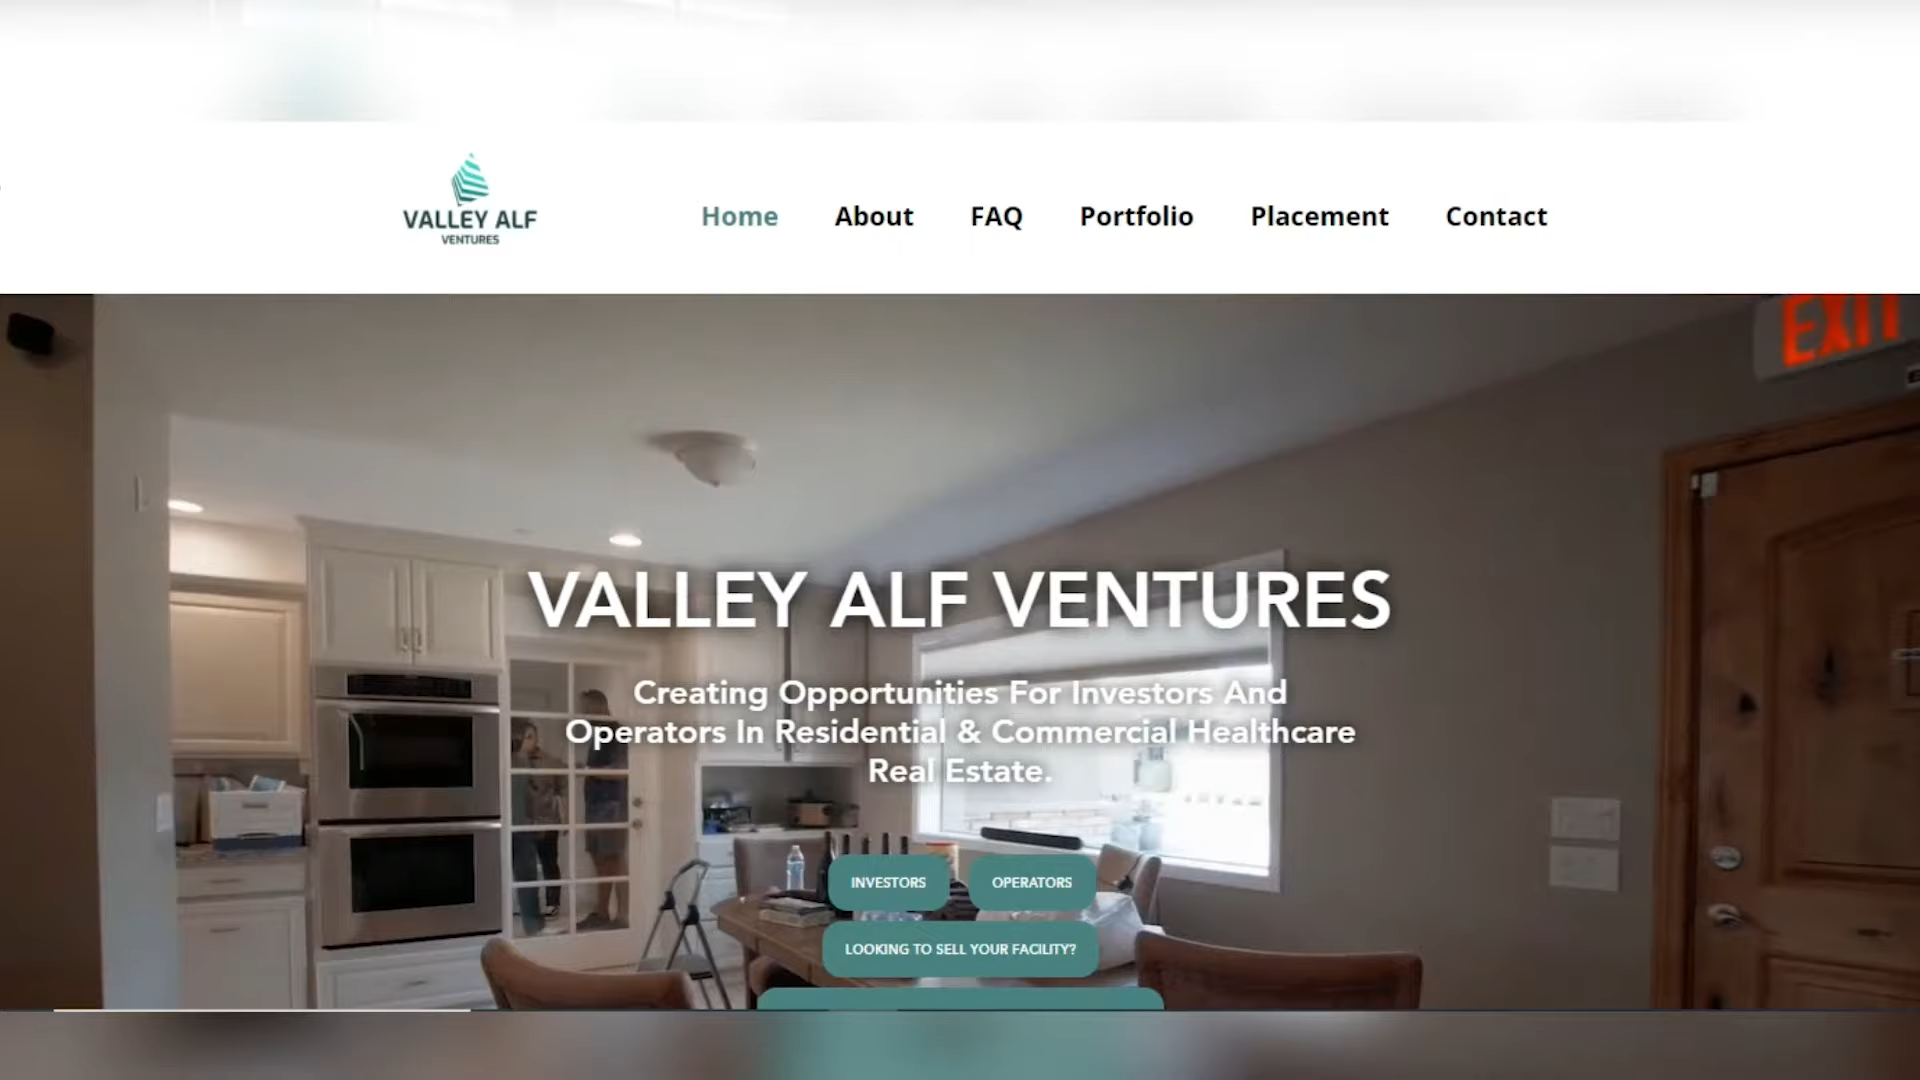 VALLEY ALF
VENTURES
Home
About
FAQ
Portfolio
Placement
Contact
EXIT
VALLEY ALF VENTURES
Creating Opportunities For Investors And
Operators In Residential & Commercial Healthcare
Real Estate.
INVESTORS
OPERATORS
LOOKING TO SELL YOUR FACILITY?